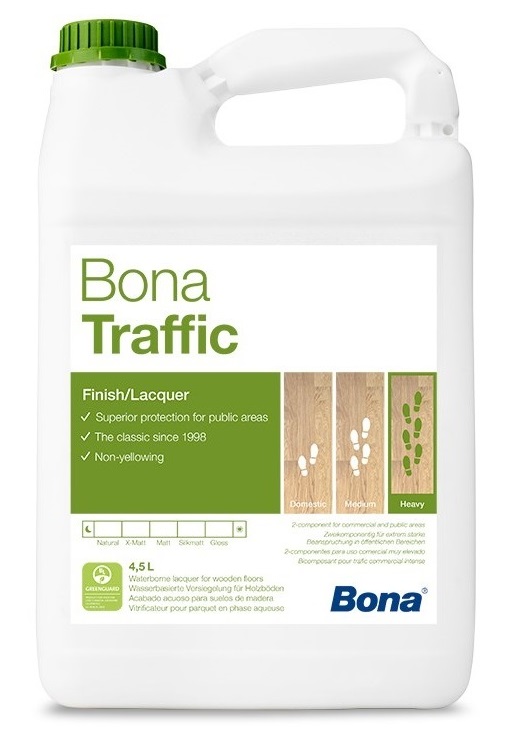 Bona
Traffic
Finish/Lacquer
✓ Superior protection for public areas
✓ The classic since 1998
✓ Non-yellowing
Domestic
Medium
Heavy
Natural X-Matt Matt Silkmatt Gloss
2-component for commercial and public areas
Zweikomponentig für extrem starke
Beanspruchung in öffentlichen Bereichen
2-componentes para uso comercial muy elevado
Bicomposant pour trafic commercial intense
GREENGUARD
4,5 L
Waterborne lacquer for wooden floors
Wasserbasierte Versiegelung für Holzböden
Acabado acuoso para suelos de madera
Vitrificateur pour parquet en phase aqueuse
Bona®